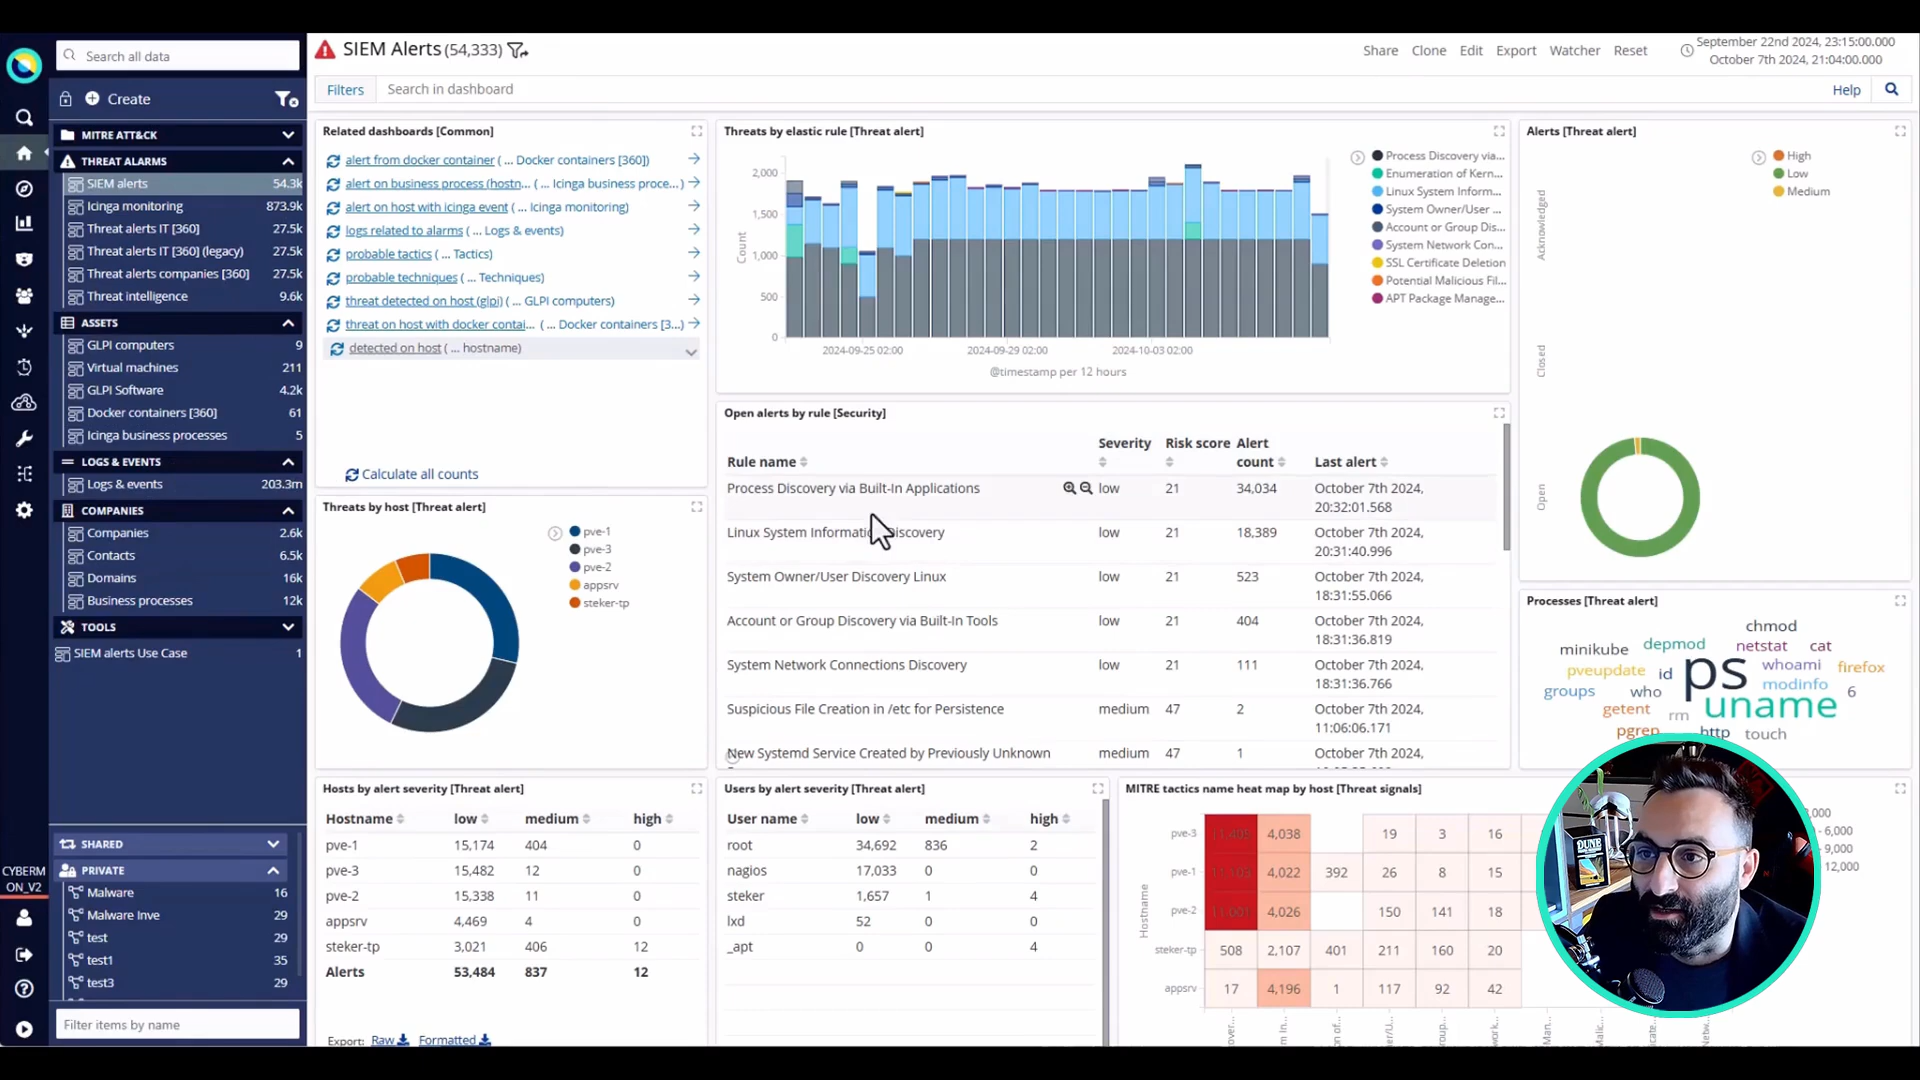 Search all data
Create
MITRE ATT&CK
THREAT ALARMS
SIEM alerts 54.3k
Icinga monitoring 873.9k
Threat alerts IT [360] 27.5k
Threat alerts IT [360] (legacy) 27.5k
Threat alerts companies [360] 27.5k
Threat intelligence 9.6k
ASSETS
GLPI computers 9
Virtual machines 211
GLPI Software 4.2k
Docker containers [360] 61
Icinga business processes 5
LOGS & EVENTS
Logs & events 203.3m
COMPANIES
Companies 2.6k
Contacts 6.5k
Domains 16k
Business processes 12k
TOOLS
SIEM alerts Use Case 1
SHARED
PRIVATE
CYBERM
ON_V2
Malware 16
Malware Inve 29
test 29
test1 35
test3 29
Filter items by name
SIEM Alerts (54,333)
Share Clone Edit Export Watcher Reset
September 22nd 2024, 23:15:00.000
October 7th 2024, 21:04:00.000
Filters Search in dashboard Help
Related dashboards [Common]
alert from docker container ( ... Docker containers [360])
alert on business process (hostn... ( ... Icinga business proce...)
alert on host with icinga event ( ... Icinga monitoring)
logs related to alarms ( ... Logs & events)
probable tactics ( ... Tactics)
probable techniques ( ... Techniques)
threat detected on host (glpi) ( ... GLPI computers)
threat on host with docker contai... ( ... Docker containers [3...)
detected on host ( ... hostname)
Calculate all counts
Threats by elastic rule [Threat alert]
2,000
1,500
1,000
500
0
Count
2024-09-25 02:00 2024-09-29 02:00 2024-10-03 02:00
@timestamp per 12 hours
Process Discovery via...
Enumeration of Kern...
Linux System Inform...
System Owner/User ...
Account or Group Dis...
System Network Con...
SSL Certificate Deletion
Potential Malicious Fil...
APT Package Manage...
Alerts [Threat alert]
High
Low
Medium
Acknowledged
Closed
Open
Open alerts by rule [Security]
Rule name Severity Risk score Alert count Last alert
Process Discovery via Built-In Applications low 21 34,034 October 7th 2024, 20:32:01.568
Linux System Informatio Discovery low 21 18,389 October 7th 2024, 20:31:40.996
System Owner/User Discovery Linux low 21 523 October 7th 2024, 18:31:55.066
Account or Group Discovery via Built-In Tools low 21 404 October 7th 2024, 18:31:36.819
System Network Connections Discovery low 21 111 October 7th 2024, 18:31:36.766
Suspicious File Creation in /etc for Persistence medium 47 2 October 7th 2024, 11:06:06.171
New Systemd Service Created by Previously Unknown medium 47 1 October 7th 2024,
Threats by host [Threat alert]
pve-1
pve-3
pve-2
appsrv
steker-tp
Processes [Threat alert]
chmod
minikube depmod netstat cat
pveupdate id ps whoami firefox
groups who modinfo 6
getent rm uname
pgrep http touch
Hosts by alert severity [Threat alert]
Hostname low medium high
pve-1 15,174 404 0
pve-3 15,482 12 0
pve-2 15,338 11 0
appsrv 4,469 4 0
steker-tp 3,021 406 12
Alerts 53,484 837 12
Export: Raw Formatted
Users by alert severity [Threat alert]
User name low medium high
root 34,692 836 2
nagios 17,033 0 0
steker 1,657 1 4
lxd 52 0 0
_apt 0 0 4
MITRE tactics name heat map by host [Threat signals]
Hostname
pve-3 4,038 19 3 16
pve-1 4,022 392 26 8 15
pve-2 4,026 150 141 18
steker-tp 508 2,107 401 211 160 20
appsrv 17 4,196 1 117 92 42
- 6,000
- 9,000
12,000
DUNE